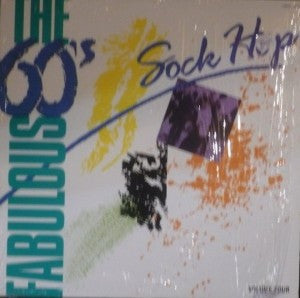 THE
FABULOUS 60's
Sock Hop
VOLUME FOUR